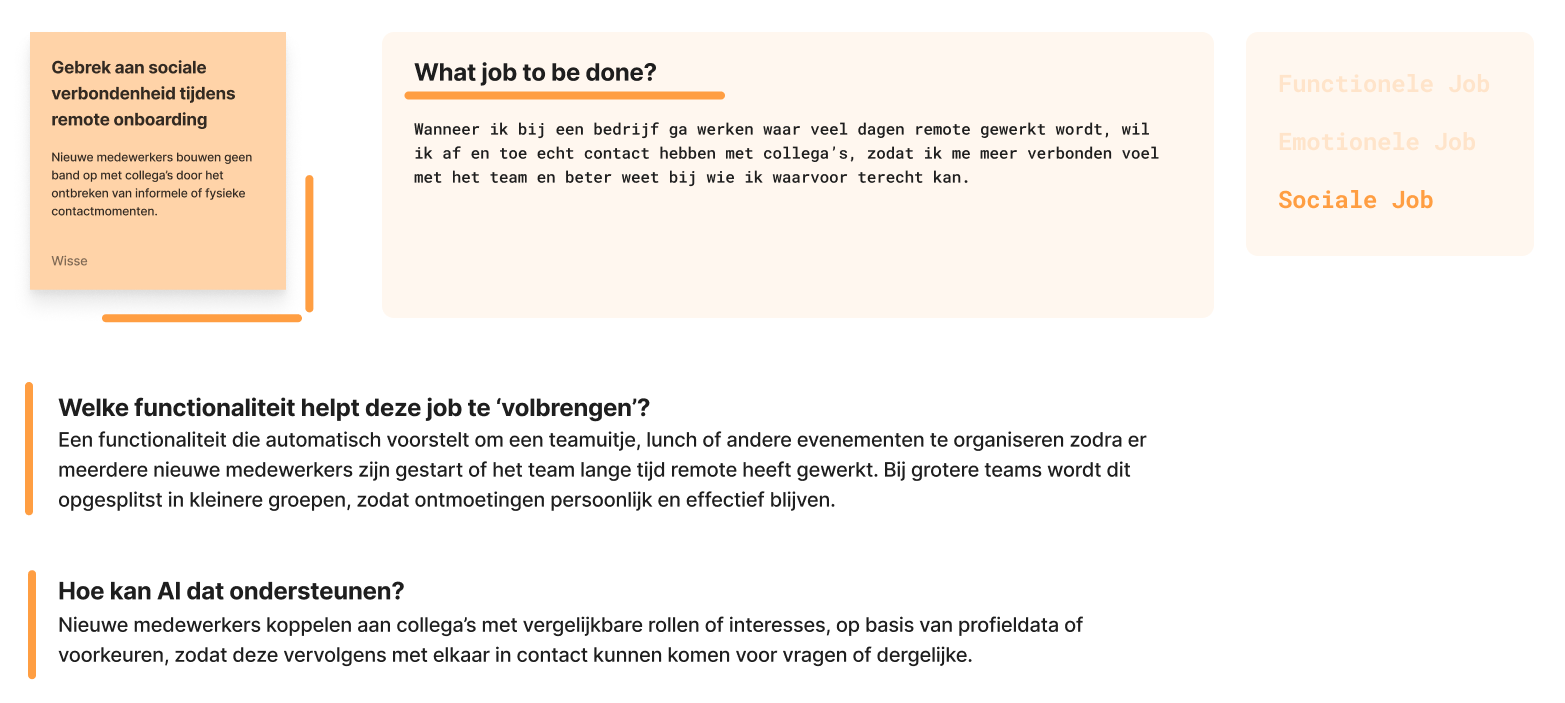 Gebrek aan sociale
verbondenheid tijdens
remote onboarding
Nieuwe medewerkers bouwen geen
band op met collega's door het
ontbreken van informele of fysieke
contactmomenten.
Wisse
What job to be done?
Wanneer ik bij een bedrijf ga werken waar veel dagen remote gewerkt wordt, wil
ik af en toe echt contact hebben met collega's, zodat ik me meer verbonden voel
met het team en beter weet bij wie ik waarvoor terecht kan.
Functionele Job
Emotionele Job
Sociale Job
Welke functionaliteit helpt deze job te ‘volbrengen’?
Een functionaliteit die automatisch voorstelt om een teamuitje, lunch of andere evenementen te organiseren zodra er
meerdere nieuwe medewerkers zijn gestart of het team lange tijd remote heeft gewerkt. Bij grotere teams wordt dit
opgesplitst in kleinere groepen, zodat ontmoetingen persoonlijk en effectief blijven.
Hoe kan AI dat ondersteunen?
Nieuwe medewerkers koppelen aan collega's met vergelijkbare rollen of interesses, op basis van profieldata of
voorkeuren, zodat deze vervolgens met elkaar in contact kunnen komen voor vragen of dergelijke.